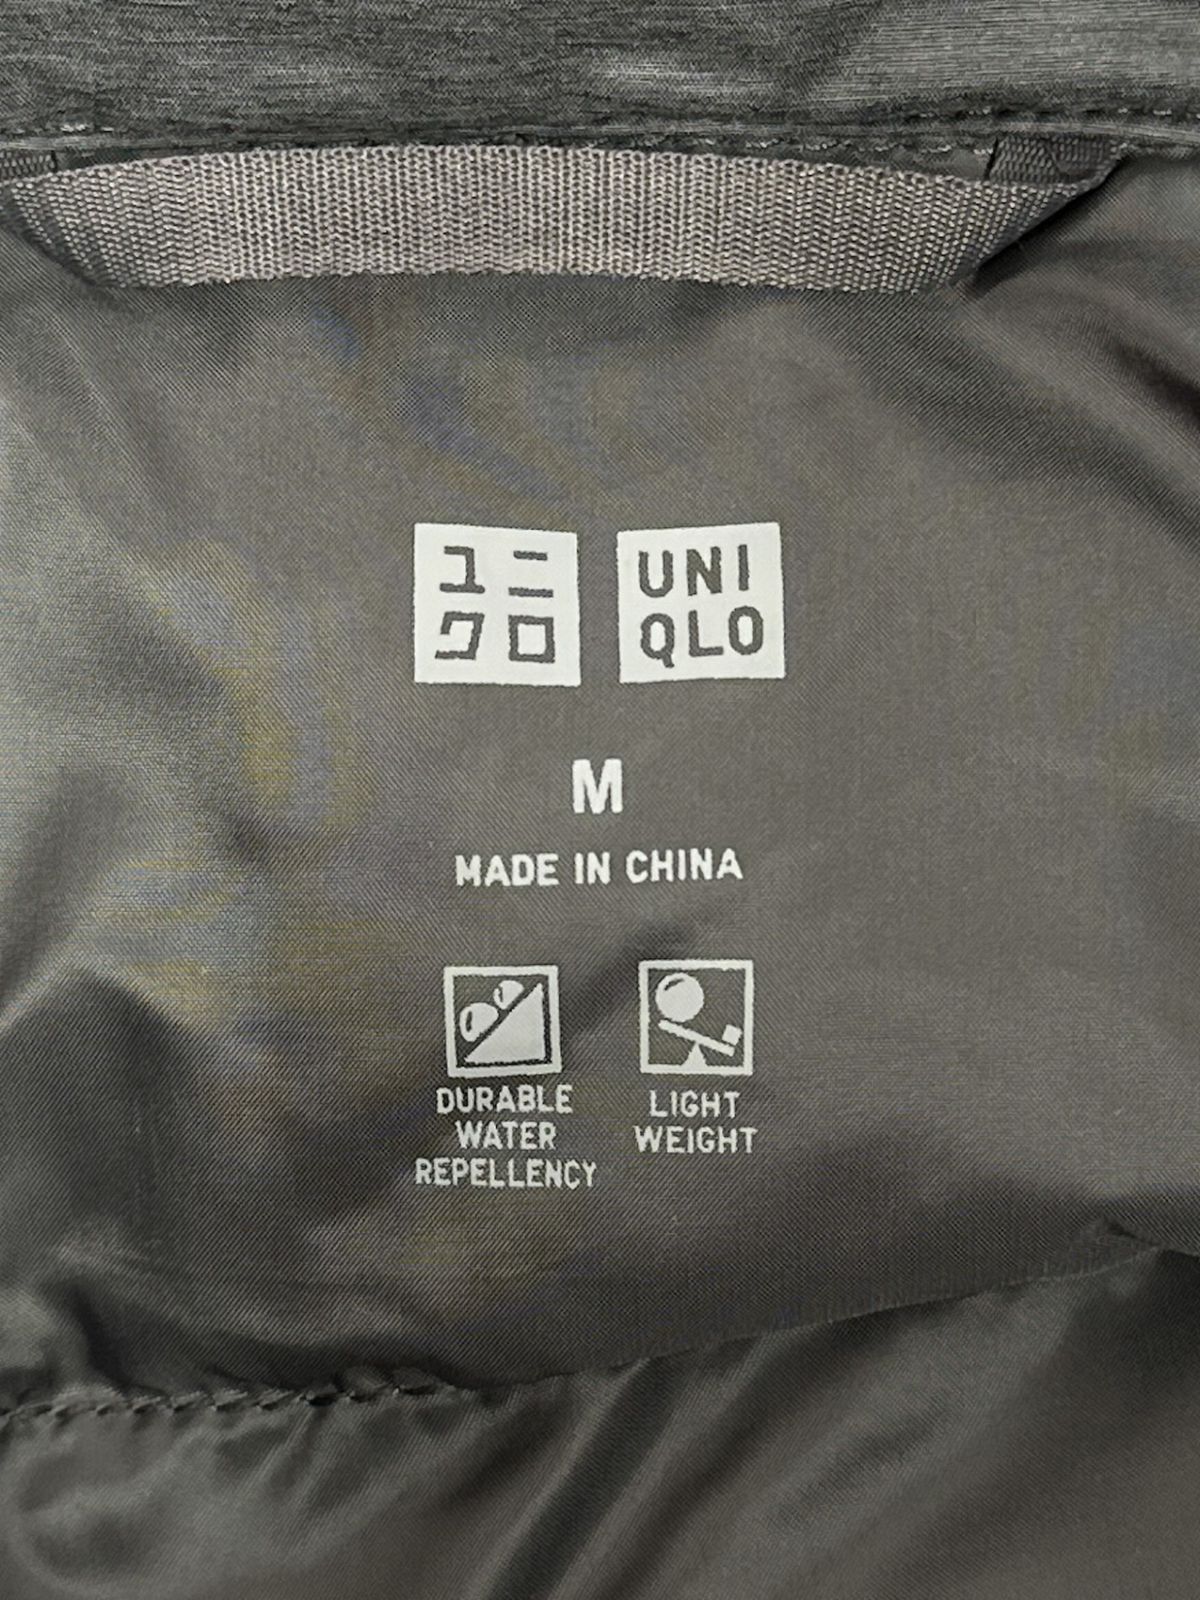 ユニ
クロ
UNI
QLO
M
MADE IN CHINA
DURABLE
WATER
REPELLENCY
LIGHT
WEIGHT